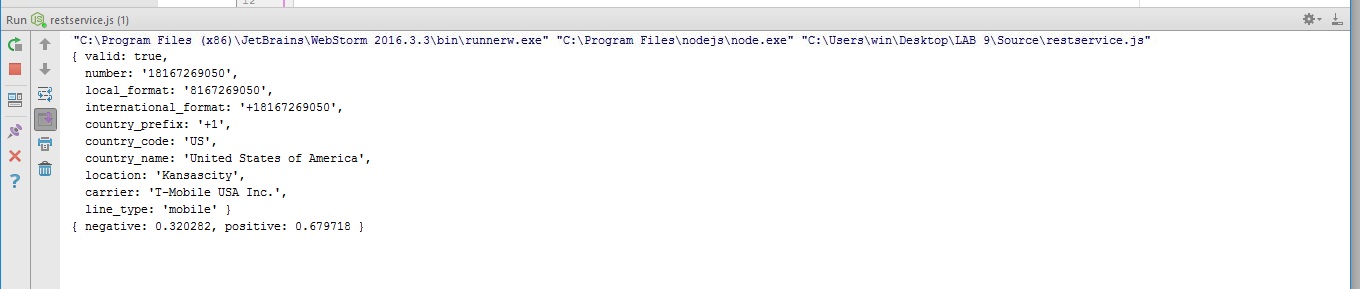 12
Run restservice.js (1)
"C:\Program Files (x86)\JetBrains\WebStorm 2016.3.3\bin\runnerw.exe" "C:\Program Files\nodejs\node.exe" "C:\Users\win\Desktop\LAB 9\Source\restservice.js"
{ valid: true,
number: '18167269050',
local_format: '8167269050',
international_format: '+18167269050',
country_prefix: '+1',
country_code: 'US',
country_name: 'United States of America',
location: 'Kansascity',
carrier: 'T-Mobile USA Inc.',
line_type: 'mobile' }
{ negative: 0.320282, positive: 0.679718 }